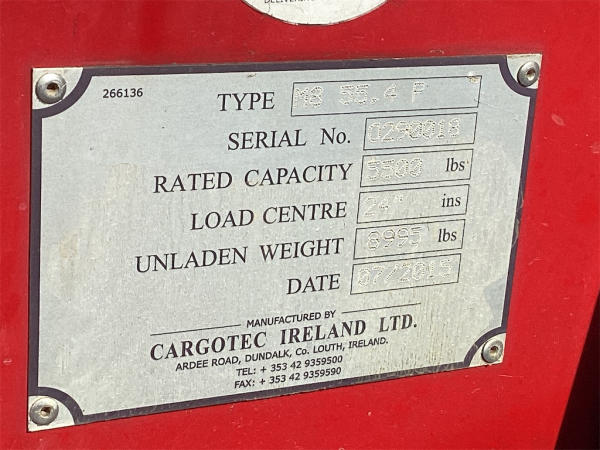 266136
TYPE M8 55.4 P
SERIAL No.
RATED CAPACITY 5500 lbs
LOAD CENTRE 24" ins
UNLADEN WEIGHT 8995 lbs
DATE 07/2015
MANUFACTURED BY
CARGOTEC IRELAND LTD.
ARDEE ROAD, DUNDALK, Co. LOUTH, IRELAND.
TEL: + 353 42 9359500
FAX: + 353 42 9359590